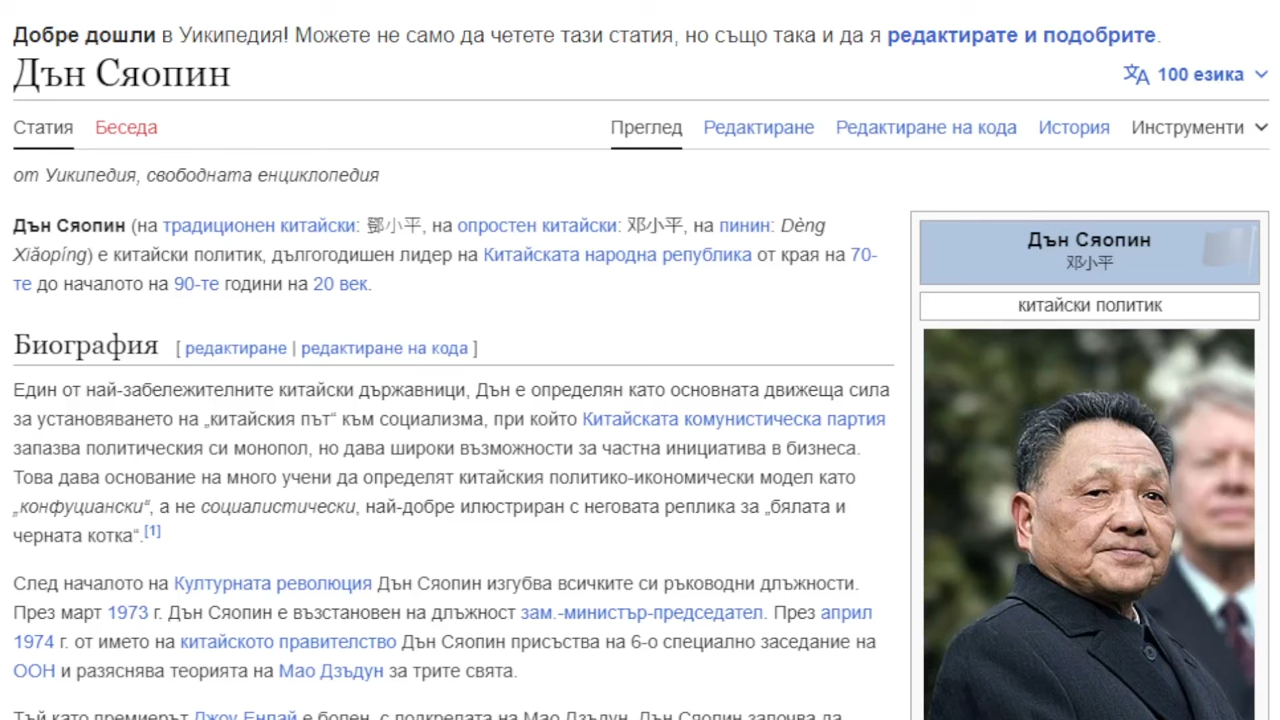 Добре дошли в Уикипедия! Можете не само да четете тази статия, но също така и да я редактирате и подобрите.
Дън Сяопин
100 езика
Статия Беседа Преглед Редактиране Редактиране на кода История Инструменти
от Уикипедия, свободната енциклопедия
Дън Сяопин (на традиционен китайски: 鄧小平, на опростен китайски: 邓小平, на пинин: Dèng
Xiǎopíng) е китайски политик, дългогодишен лидер на Китайската народна република от края на 70-
те до началото на 90-те години на 20 век.
Биография [ редактиране | редактиране на кода ]
Един от най-забележителните китайски държавници, Дън е определян като основната движеща сила
за установяването на „китайския път“ към социализма, при който Китайската комунистическа партия
запазва политическия си монопол, но дава широки възможности за частна инициатива в бизнеса.
Това дава основание на много учени да определят китайския политико-икономически модел като
„конфуциански“, а не социалистически, най-добре илюстриран с неговата реплика за „бялата и
черната котка“.[1]
След началото на Културната революция Дън Сяопин изгубва всичките си ръководни длъжности.
През март 1973 г. Дън Сяопин е възстановен на длъжност зам.-министър-председател. През април
1974 г. от името на китайското правителство Дън Сяопин присъства на 6-о специално заседание на
ООН и разяснява теорията на Мао Дзъдун за трите свята.
Тъй като премиерът Джоу Енлай е болен, с подкрепата на Мао Дзъдун, Дън Сяопин започва да
Дън Сяопин
邓小平
китайски политик